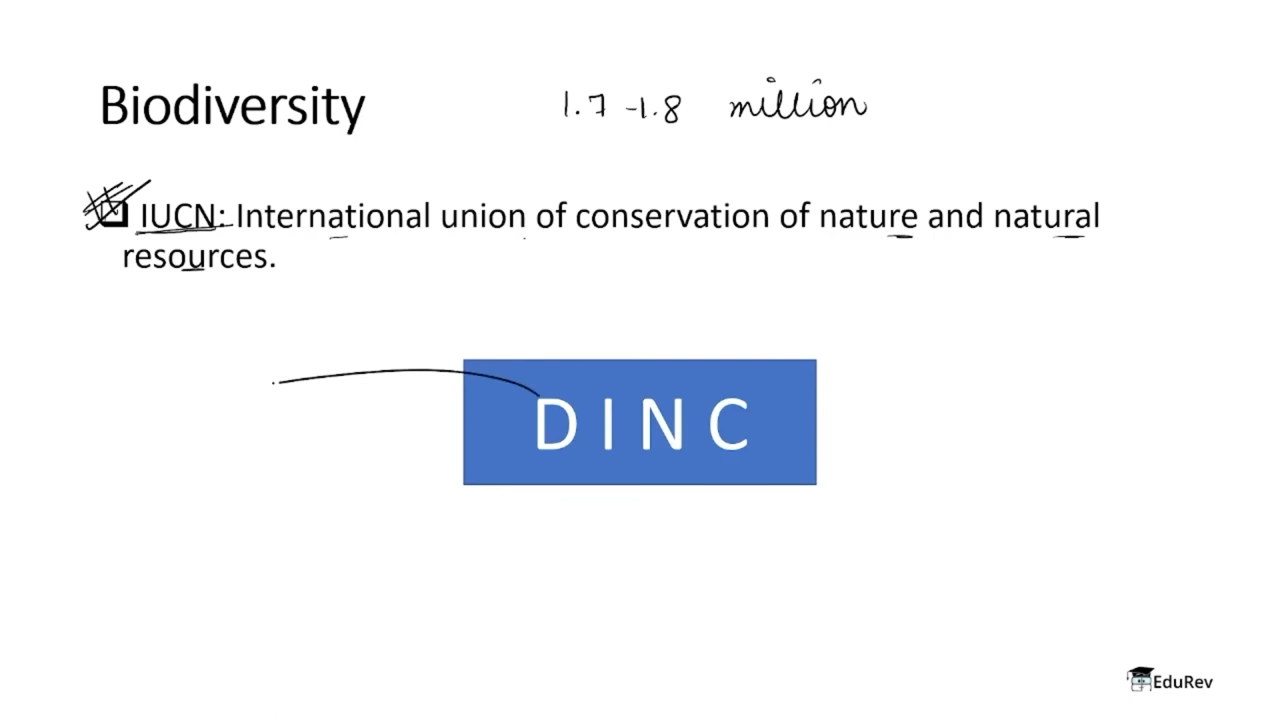 Biodiversity
1.7 -1.8 million
IUCN: International union of conservation of nature and natural
resources.
D I N C
EduRev